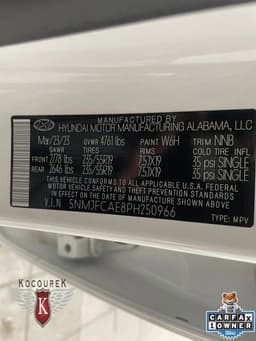 MANUFACTURED BY
HYUNDAI MOTOR MANUFACTURING ALABAMA, LLC
Mar/23/23 GVWR 4761 lbs PAINT W6H TRIM NNB
GAWR TIRES RIMS COLD TIRE INFL
FRONT 2778 lbs 235/55R19 7.5JX19 35 psi SINGLE
REAR 2646 lbs 235/55R19 7.5JX19 35 psi SINGLE
THIS VEHICLE CONFORMS TO ALL APPLICABLE U.S.A. FEDERAL
MOTOR VEHICLE SAFETY AND THEFT PREVENTION STANDARDS
IN EFFECT ON THE DATE OF MANUFACTURE SHOWN ABOVE
V.I.N 5NMJFCAE8PH250966
TYPE: MPV
KOCOUREK
K
CARFAX
1 OWNER